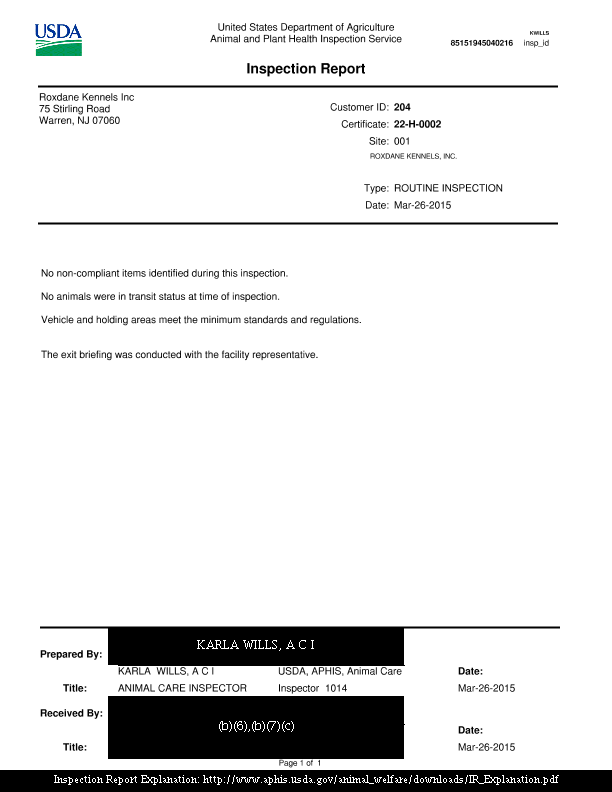 USDA
United States Department of Agriculture
Animal and Plant Health Inspection Service
KWILLS
85151945040216 insp_id
Inspection Report
Roxdane Kennels Inc
75 Stirling Road
Warren, NJ 07060
Customer ID: 204
Certificate: 22-H-0002
Site: 001
ROXDANE KENNELS, INC.
Type: ROUTINE INSPECTION
Date: Mar-26-2015
No non-compliant items identified during this inspection.
No animals were in transit status at time of inspection.
Vehicle and holding areas meet the minimum standards and regulations.
The exit briefing was conducted with the facility representative.
KARLA WILLS, A C I
Prepared By:
KARLA WILLS, A C I USDA, APHIS, Animal Care Date:
Title: ANIMAL CARE INSPECTOR Inspector 1014 Mar-26-2015
Received By:
(b)(6),(b)(7)(c)
Date:
Title: Mar-26-2015
Page 1 of 1
Inspection Report Explanation: http://www.aphis.usda.gov/animal_welfare/downloads/IR_Explanation.pdf